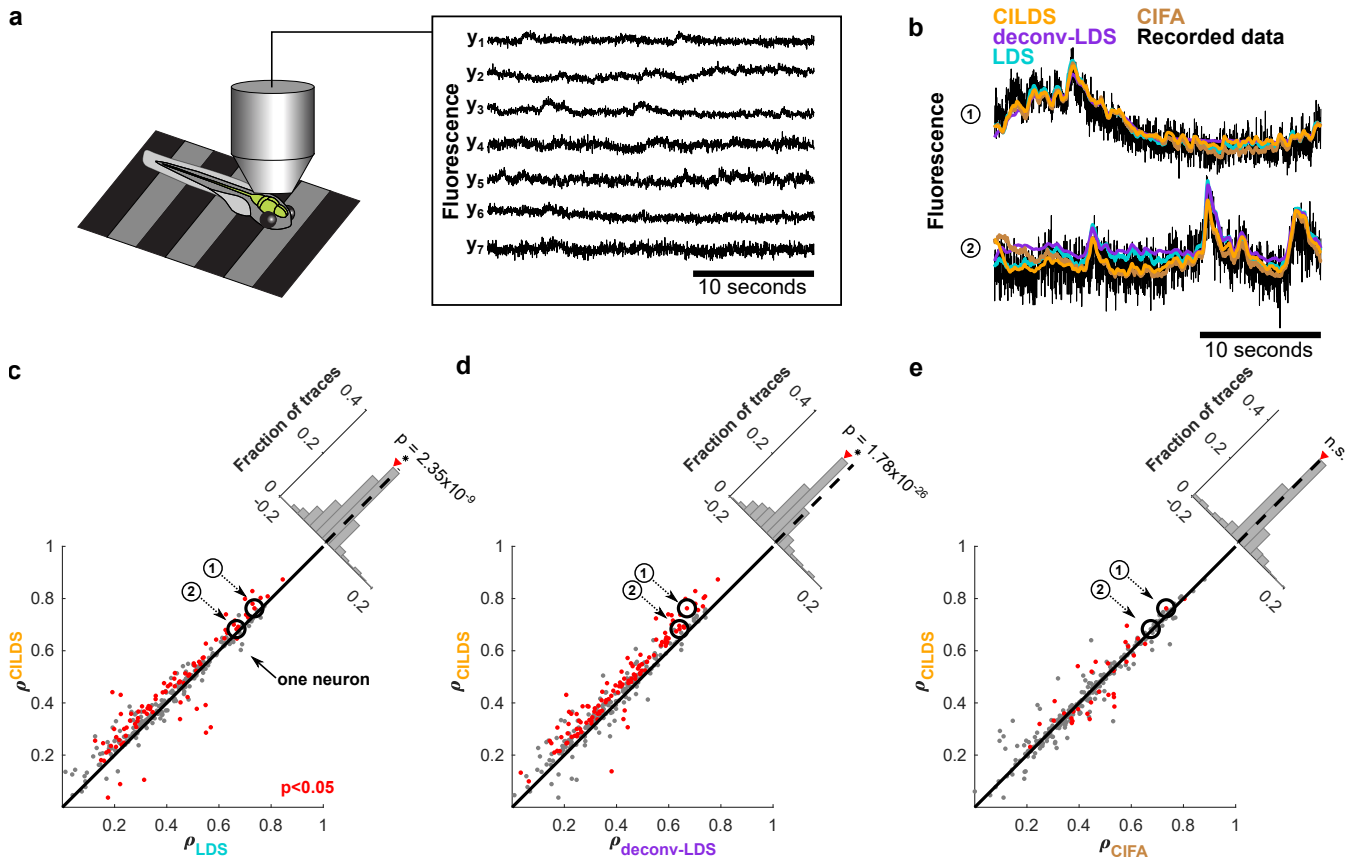 a
Fluorescence
y1
y2
y3
y4
y5
y6
y7
10 seconds
b
CILDS
CIFA
deconv-LDS
Recorded data
LDS
Fluorescence
1
2
10 seconds
c
Fraction of traces
0
0.2
0.4
-0.2
0.2
p = 2.35x10-9
*
1
0.8
0.6
0.4
0.2
ρCILDS
1
2
one neuron
p<0.05
0.2
0.4
0.6
0.8
1
ρLDS
d
Fraction of traces
0
0.2
0.4
-0.2
0.2
p = 1.78x10-26
*
1
0.8
0.6
0.4
0.2
ρCILDS
1
2
0.2
0.4
0.6
0.8
1
ρdeconv-LDS
e
Fraction of traces
0
0.2
0.4
-0.2
0.2
n.s.
1
0.8
0.6
0.4
0.2
ρCILDS
1
2
0.2
0.4
0.6
0.8
1
ρCIFA